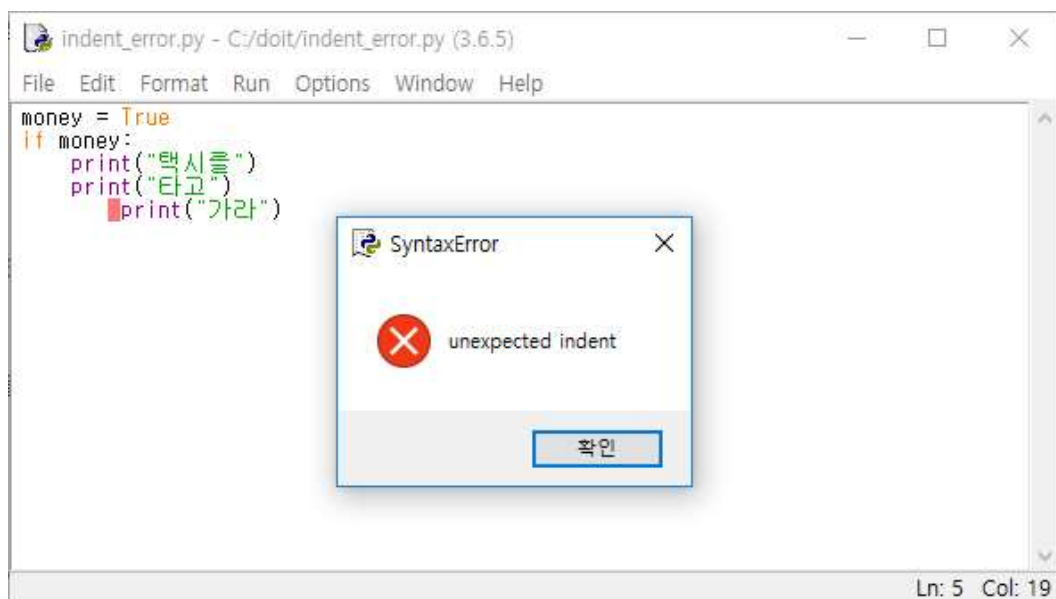 indent_error.py - C:/doit/indent_error.py (3.6.5)
File Edit Format Run Options Window Help
money = True
if money:
    print("택시를")
    print("타고")
        print("가라")
SyntaxError
unexpected indent
확인
Ln: 5 Col: 19